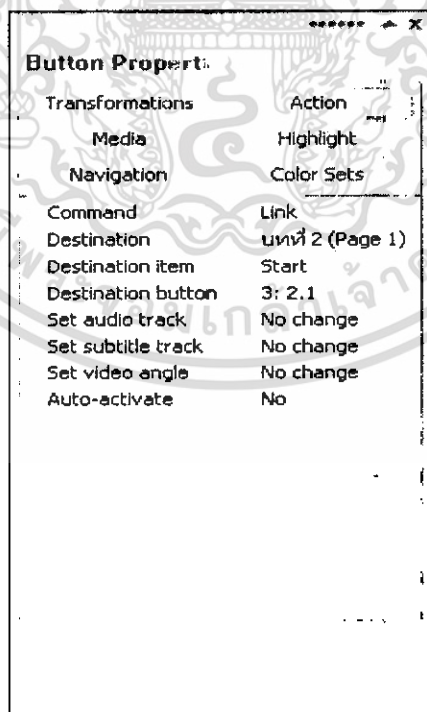 Button Properti
Transformations Action
Media Highlight
Navigation Color Sets
Command Link
Destination บทที่ 2 (Page 1)
Destination item Start
Destination button 3: 2.1
Set audio track No change
Set subtitle track No change
Set video angle No change
Auto-activate No